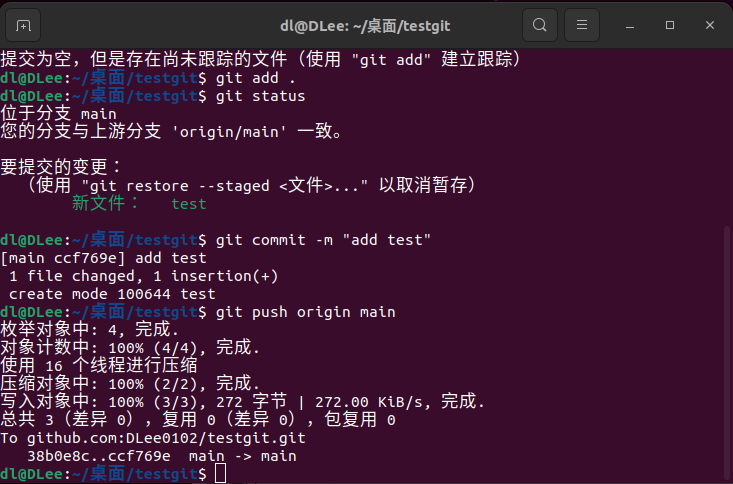 dl@DLee: ~/桌面/testgit
提交为空，但是存在尚未跟踪的文件（使用 "git add" 建立跟踪）
dl@DLee:~/桌面/testgit$ git add .
dl@DLee:~/桌面/testgit$ git status
位于分支 main
您的分支与上游分支 'origin/main' 一致。
要提交的变更：
（使用 "git restore --staged <文件>..." 以取消暂存）
新文件：   test
dl@DLee:~/桌面/testgit$ git commit -m "add test"
[main ccf769e] add test
1 file changed, 1 insertion(+)
create mode 100644 test
dl@DLee:~/桌面/testgit$ git push origin main
枚举对象中: 4, 完成.
对象计数中: 100% (4/4), 完成.
使用 16 个线程进行压缩
压缩对象中: 100% (2/2), 完成.
写入对象中: 100% (3/3), 272 字节 | 272.00 KiB/s, 完成.
总共 3（差异 0），复用 0（差异 0），包复用 0
To github.com:DLee0102/testgit.git
38b0e8c..ccf769e  main -> main
dl@DLee:~/桌面/testgit$